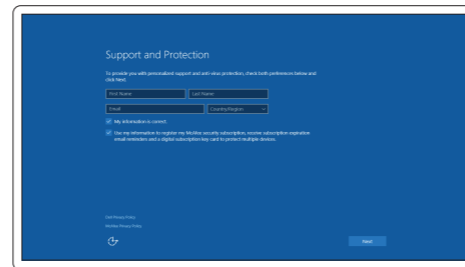 Support and Protection
To provide you with personalized support and anti-virus protection, check both preferences below and
click Next.
First Name
Last Name
Email
Country/Region
My information is correct.
Use my information to register my McAfee security subscription, receive subscription expiration
email reminders and a digital subscription key card to protect multiple devices.
Dell Privacy Policy
McAfee Privacy Policy
Next